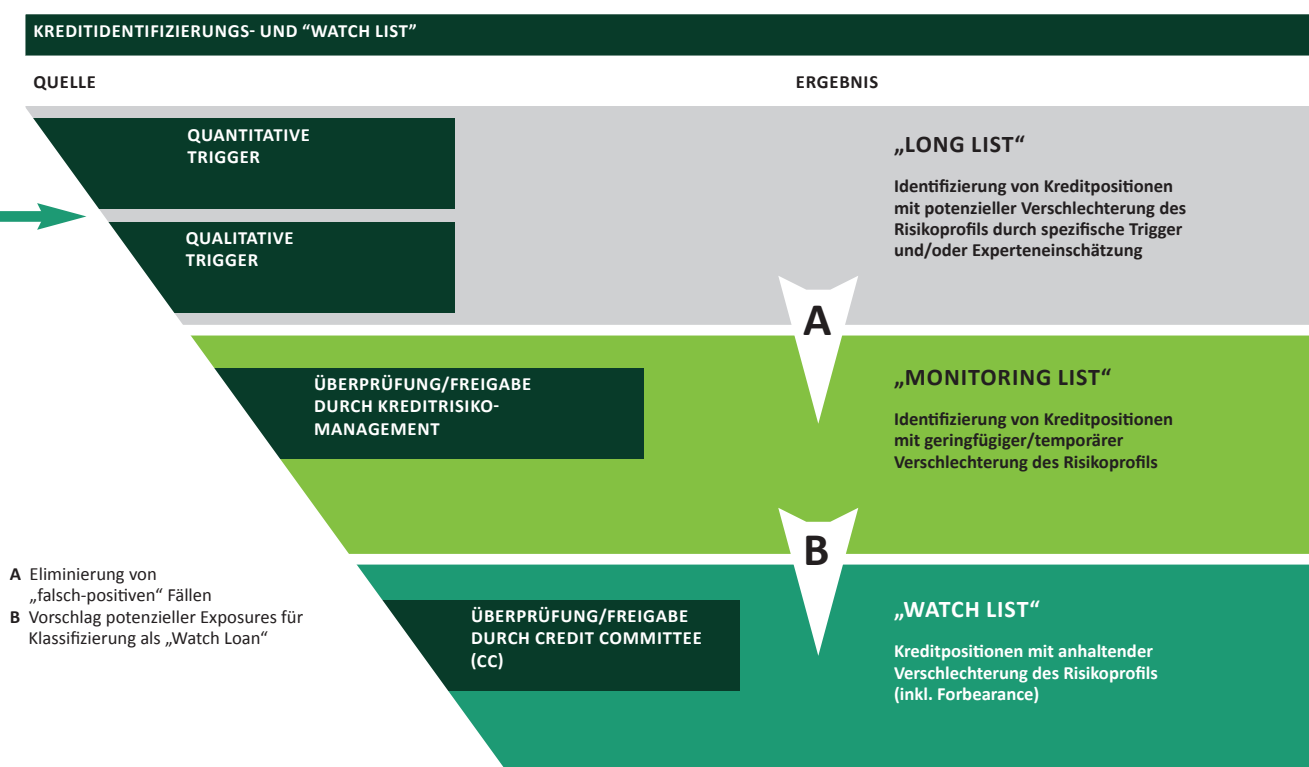 KREDITIDENTIFIZIERUNGS- UND “WATCH LIST”
QUELLE
ERGEBNIS
QUANTITATIVE
TRIGGER
QUALITATIVE
TRIGGER
„LONG LIST“
Identifizierung von Kreditpositionen
mit potenzieller Verschlechterung des
Risikoprofils durch spezifische Trigger
und/oder Experteneinschätzung
A
ÜBERPRÜFUNG/FREIGABE
DURCH KREDITRISIKO-
MANAGEMENT
„MONITORING LIST“
Identifizierung von Kreditpositionen
mit geringfügiger/temporärer
Verschlechterung des Risikoprofils
B
A Eliminierung von
„falsch-positiven“ Fällen
B Vorschlag potenzieller Exposures für
Klassifizierung als „Watch Loan“
ÜBERPRÜFUNG/FREIGABE
DURCH CREDIT COMMITTEE
(CC)
„WATCH LIST“
Kreditpositionen mit anhaltender
Verschlechterung des Risikoprofils
(inkl. Forbearance)